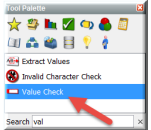 Tool Palette
Extract Values
Invalid Character Check
Value Check
Search val